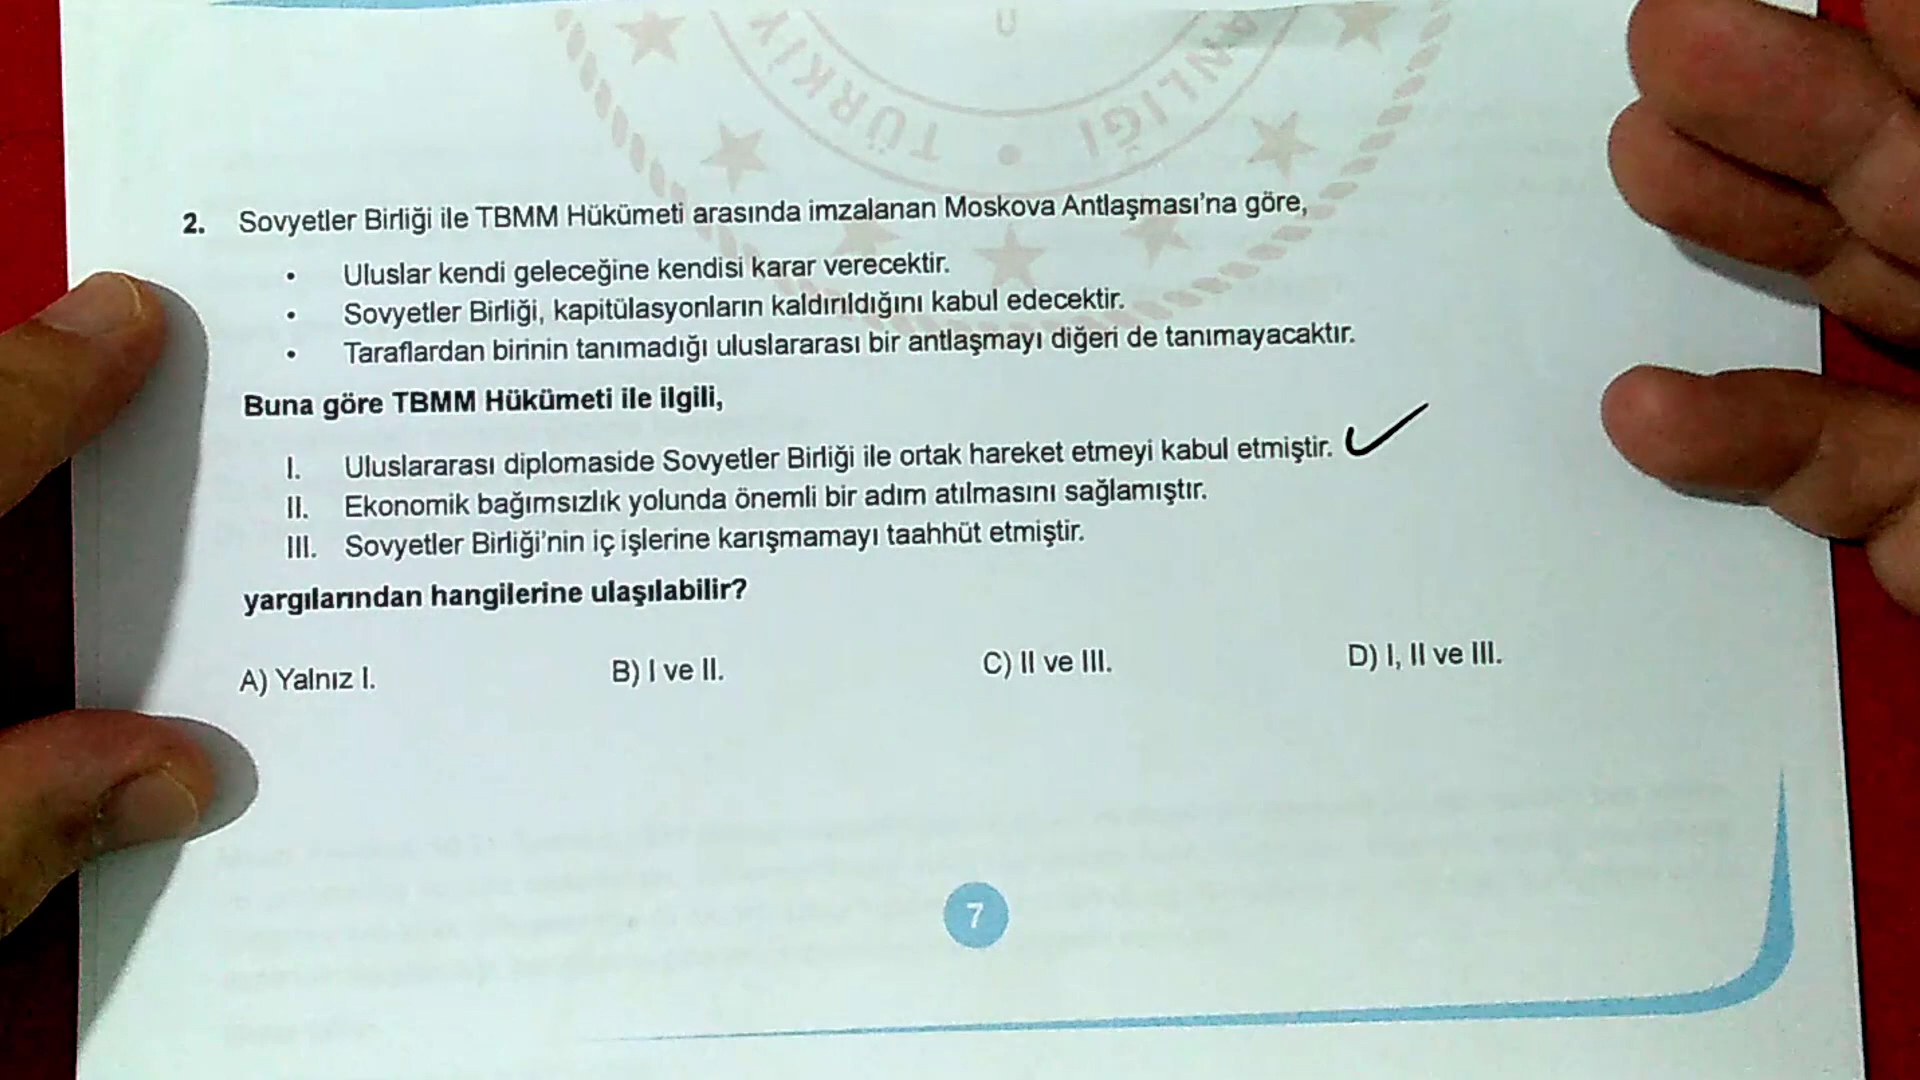 U
TÜRKİY
ANLIĞI
2. Sovyetler Birliği ile TBMM Hükümeti arasında imzalanan Moskova Antlaşması'na göre,
• Uluslar kendi geleceğine kendisi karar verecektir.
• Sovyetler Birliği, kapitülasyonların kaldırıldığını kabul edecektir.
• Taraflardan birinin tanımadığı uluslararası bir antlaşmayı diğeri de tanımayacaktır.
Buna göre TBMM Hükümeti ile ilgili,
I. Uluslararası diplomaside Sovyetler Birliği ile ortak hareket etmeyi kabul etmiştir.
II. Ekonomik bağımsızlık yolunda önemli bir adım atılmasını sağlamıştır.
III. Sovyetler Birliği'nin iç işlerine karışmamayı taahhüt etmiştir.
yargılarından hangilerine ulaşılabilir?
A) Yalnız I. B) I ve II. C) II ve III. D) I, II ve III.
7